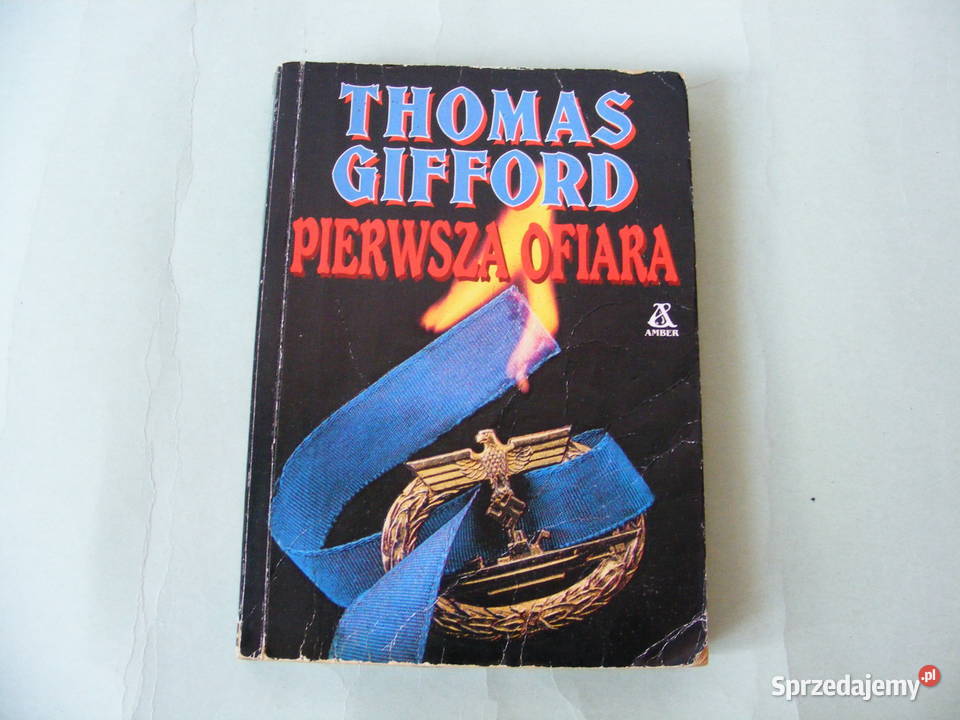 THOMAS
GIFFORD
PIERWSZA OFIARA
AMBER
Sprzedajemy.pl